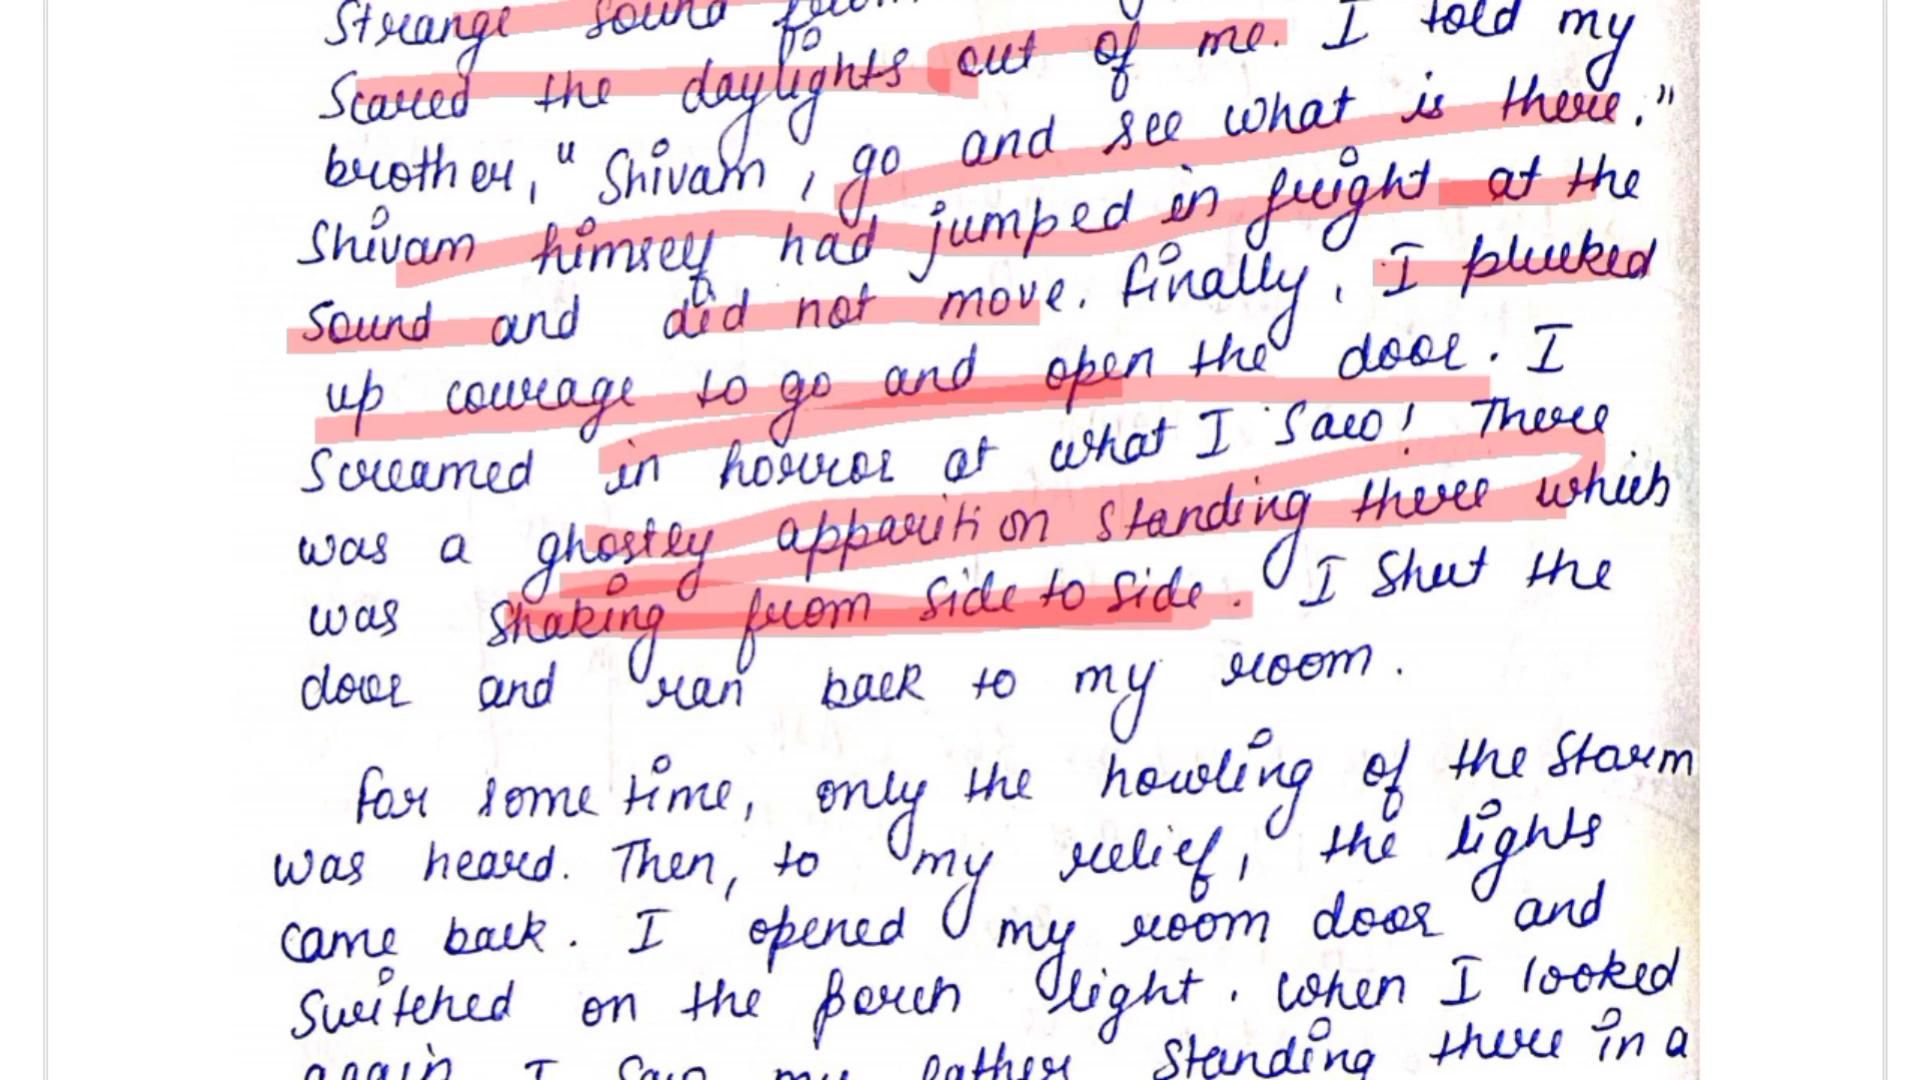 Strange sound from
Scared the daylights out of me. I told my
brother, "Shivam, go and see what is there."
Shivam himself had jumped in fright at the
sound and did not move. Finally, I plucked
up courage to go and open the door. I
Screamed in horror at what I saw! There
was a ghostly apparition standing there which
was shaking from side to side. I shut the
door and ran back to my room.
For some time, only the howling of the storm
was heard. Then, to my relief, the lights
came back. I opened my room door and
Switched on the porch light. When I looked
again I saw my father standing there in a